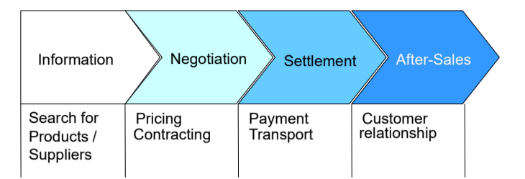 Information
Negotiation
Settlement
After-Sales
Search for
Products /
Suppliers
Pricing
Contracting
Payment
Transport
Customer
relationship